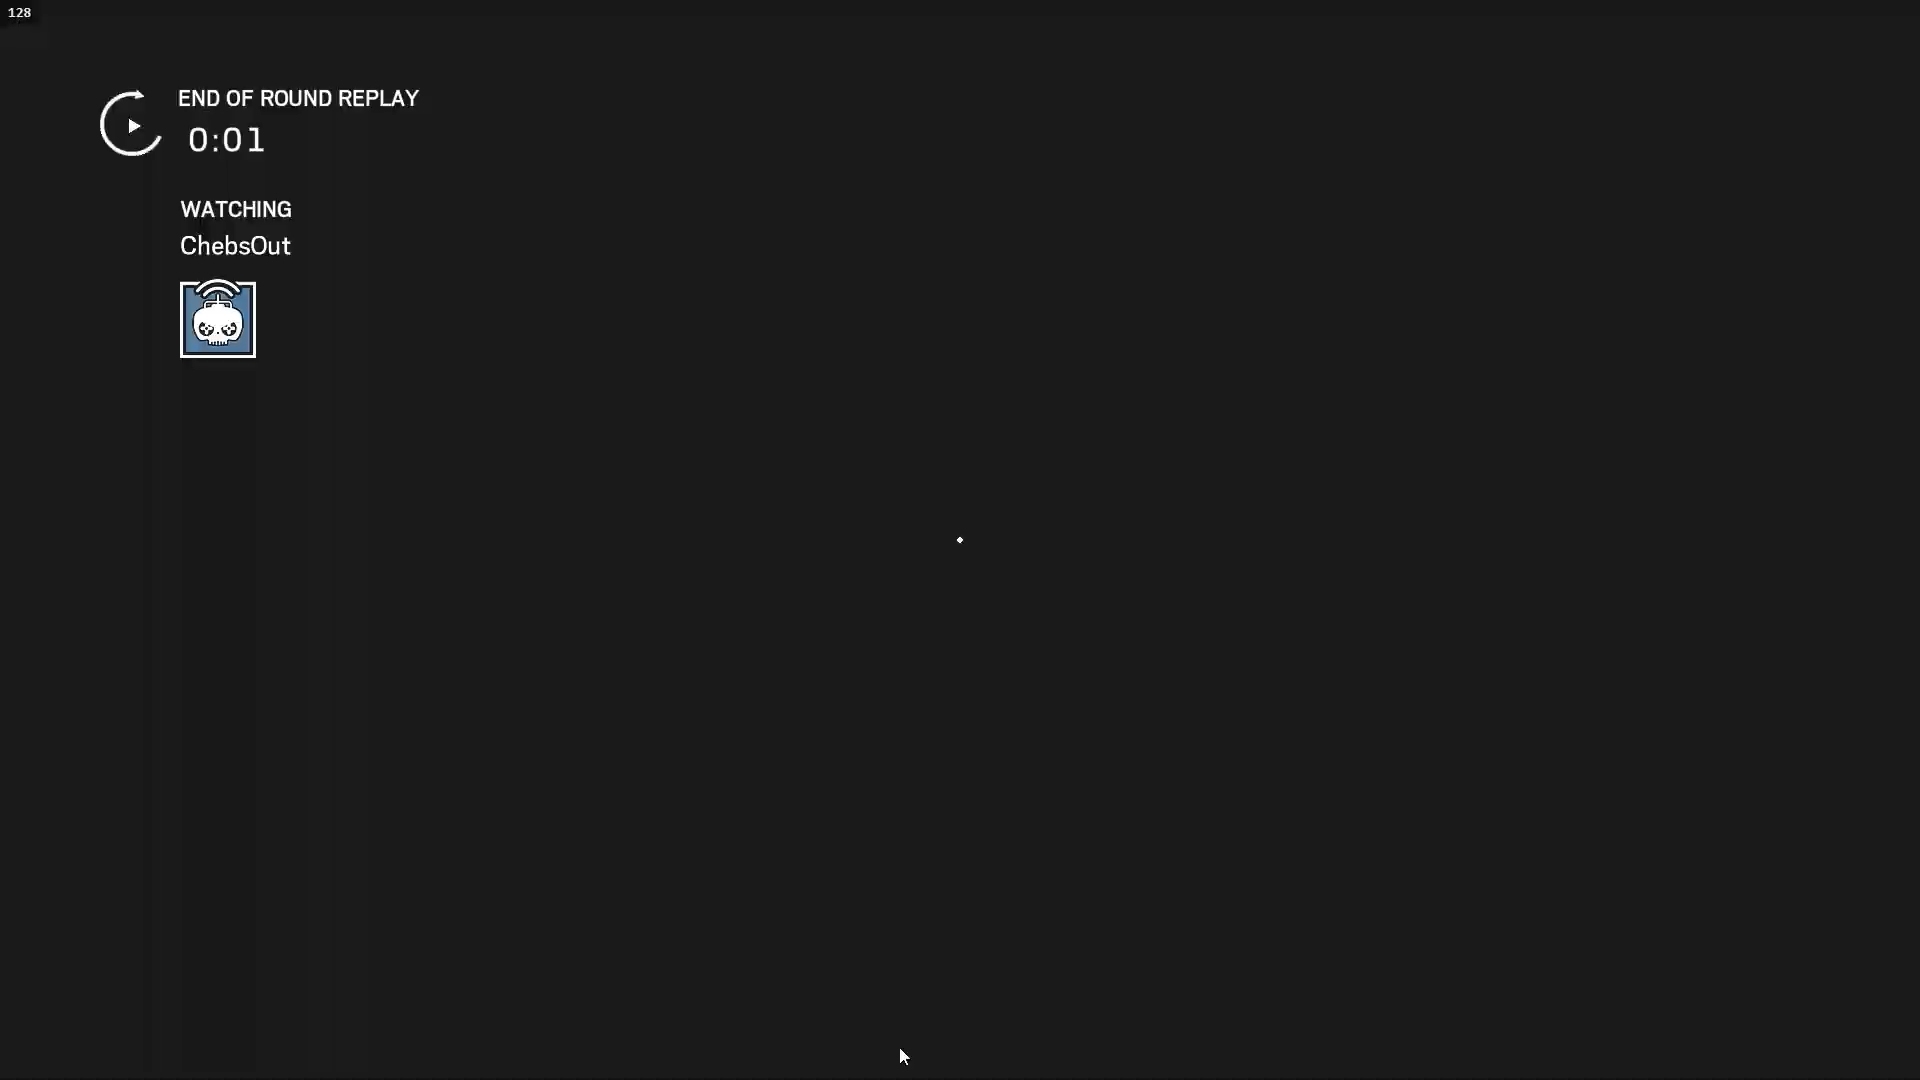 128
END OF ROUND REPLAY
0:01
WATCHING
ChebsOut